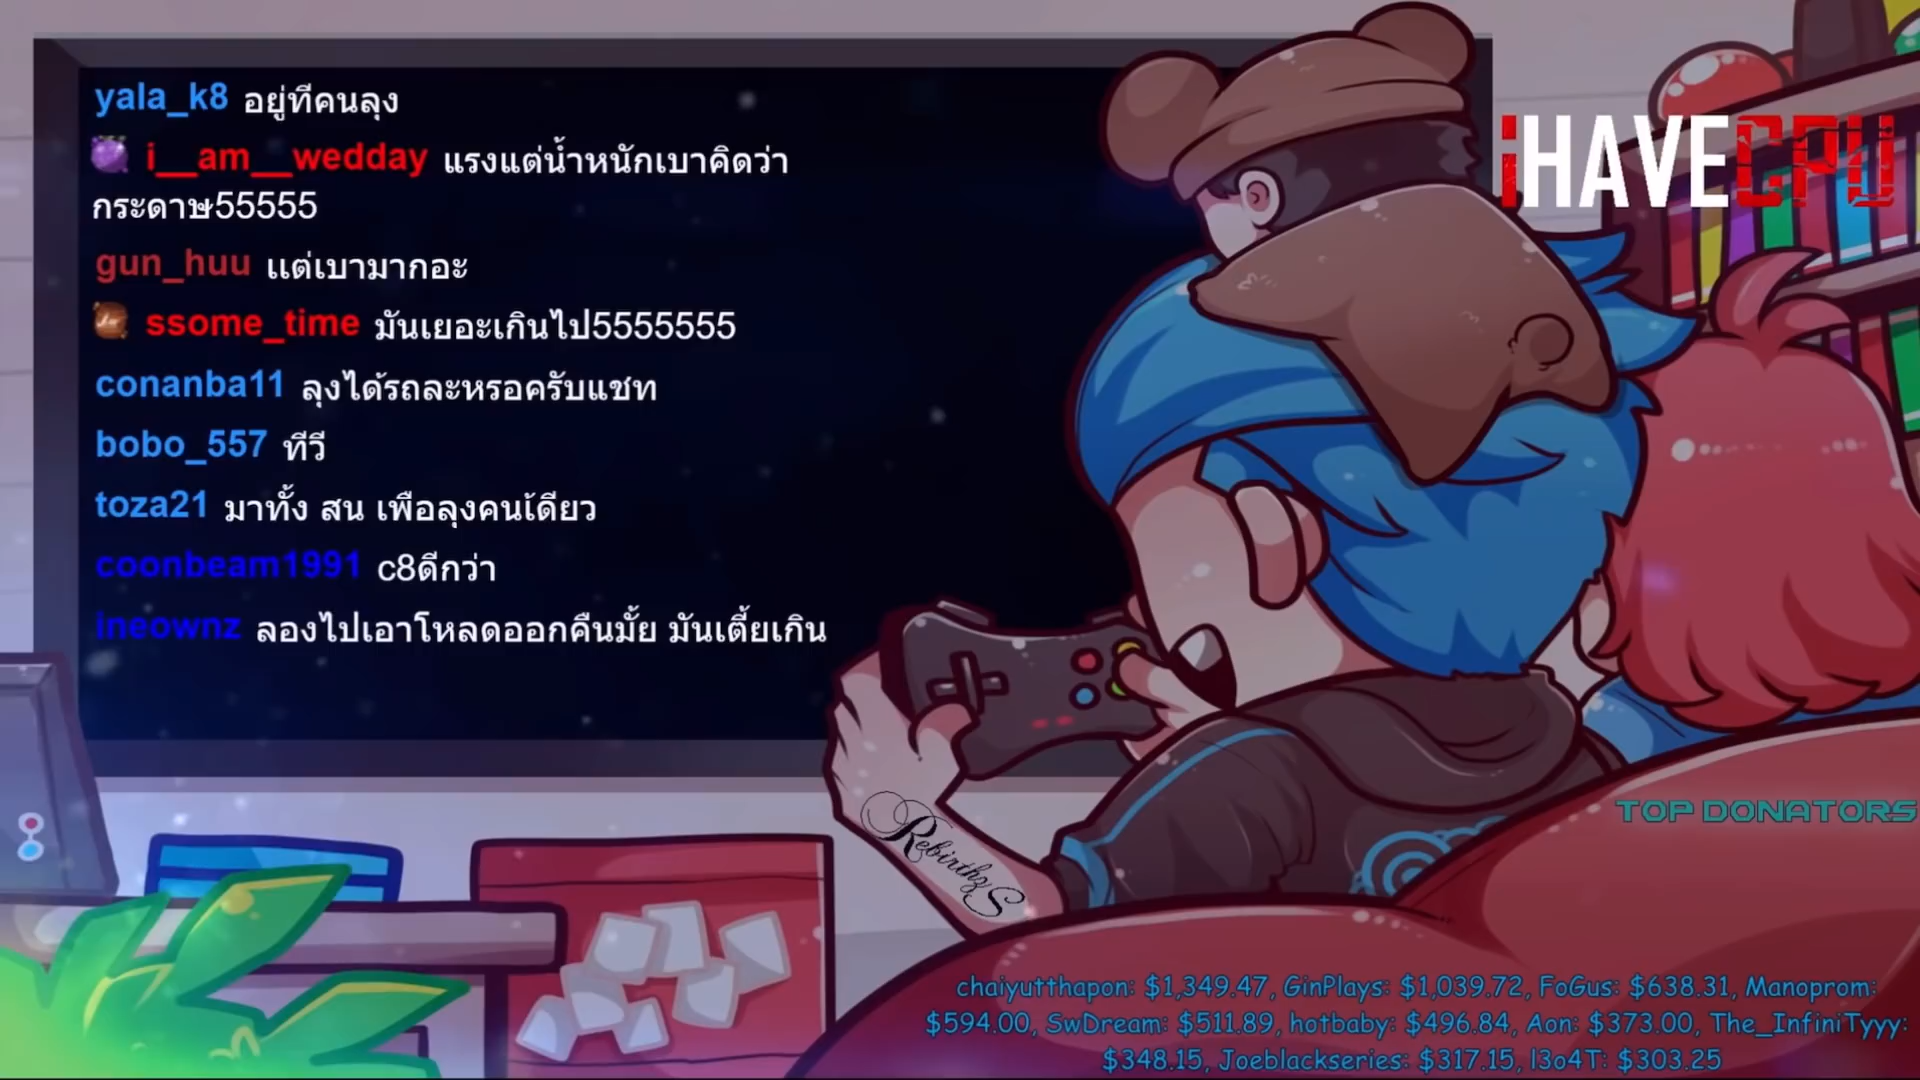 yala_k8 อยู่ที่คนลุง
i__am__wedday แรงแต่น้ำหนักเบาคิดว่า
กระดาษ55555
gun_huu เเต่เบามากอะ
ssome_time มันเยอะเกินไป5555555
conanba11 ลุงได้รถละหรอครับแชท
bobo_557 ทีวี
toza21 มาทั้ง สน เพือลุงคนเ้ดียว
coonbeam1991 c8ดีกว่า
ineownz ลองไปเอาโหลดออกคืนมั้ย มันเตี้ยเกิน
iHAVECPU
RebirthzS
TOP DONATORS
chaiyutthapon: $1,349.47, GinPlays: $1,039.72, FoGus: $638.31, Manoprom:
$594.00, SwDream: $511.89, hotbaby: $496.84, Aon: $373.00, The_InfiniTyyy:
$348.15, Joeblackseries: $317.15, l3o4T: $303.25